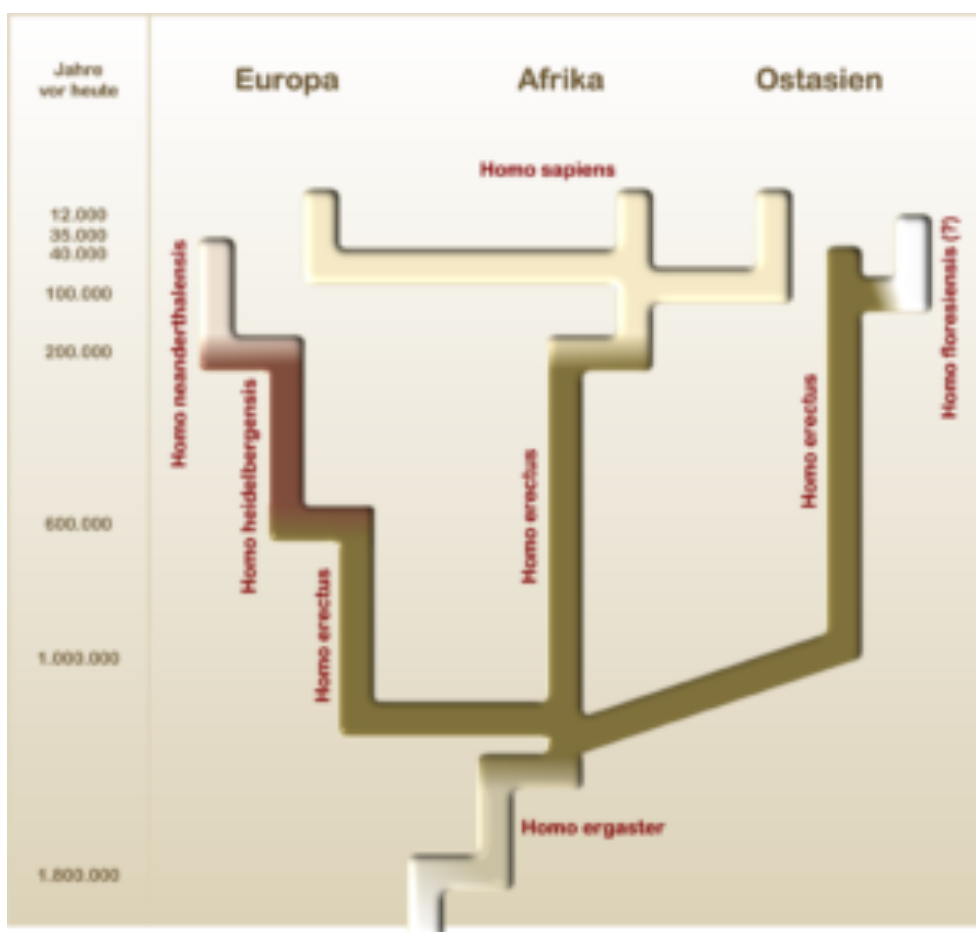 Jahre
vor heute
Europa
Afrika
Ostasien
Homo sapiens
12.000
35.000
40.000
100.000
200.000
600.000
1.000.000
1.800.000
Homo neanderthalensis
Homo heidelbergensis
Homo erectus
Homo erectus
Homo erectus
Homo floresiensis (?)
Homo ergaster